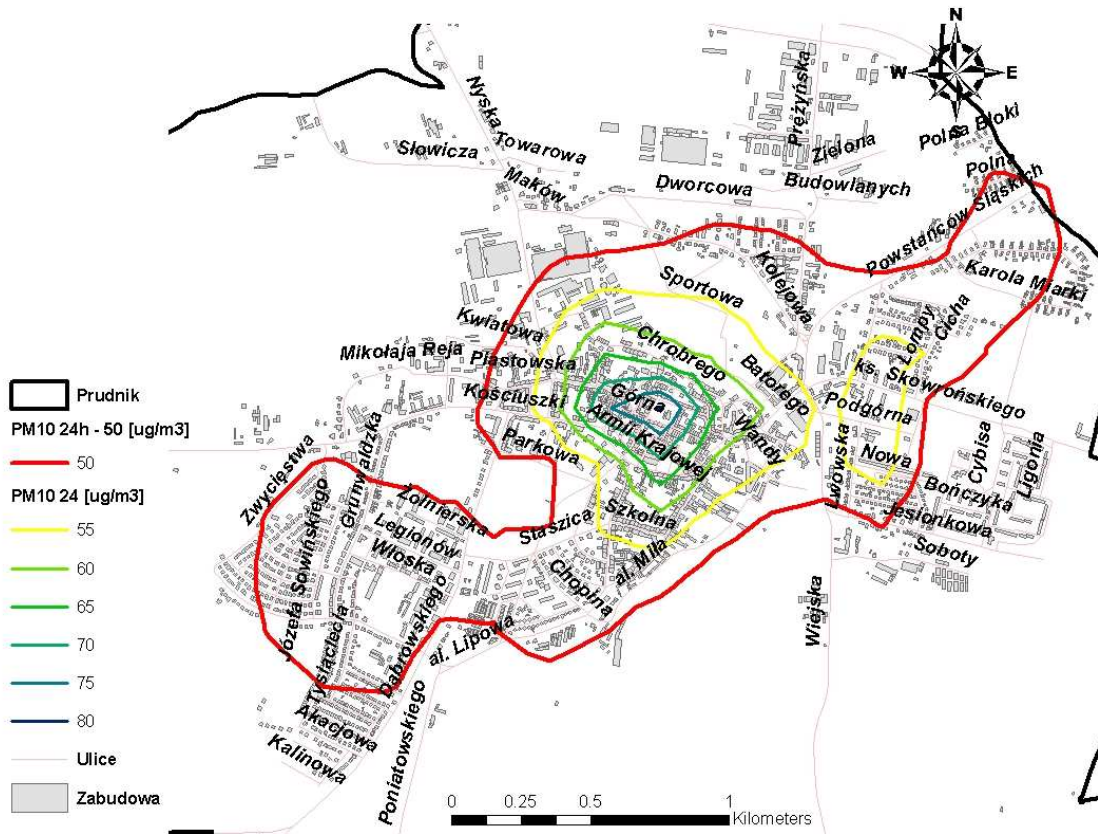 N
W
E
S
Nyska
Towarowa
Słowicza
Maków
Prężyńska
Zielona
Polna Bloki
Polna
Dworcowa
Budowlanych
Powstańców Śląskich
Karola Miarki
Kolejowa
Sportowa
Kwiatowa
Chrobrego
Lompy
Cicha
Mikołaja Reja
Piastowska
Batorego
ks. Skowrońskiego
Górna
Kościuszki
Armii Krajowej
Podgórna
Wandy
Parkowa
Nowa
Cybisa
Ligonia
Lwowska
Bończyka
Jesionkowa
Soboty
Zwycięstwa
Grunwaldzka
Żołnierska
Staszica
Szkolna
Legionów
Włoska
al. Miła
Chopina
Józefa Sowińskiego
Tysiąclecia
Dąbrowskiego
al. Lipowa
Wiejska
Akacjowa
Kalinowa
Poniatowskiego
Prudnik
PM10 24h - 50 [ug/m3]
50
PM10 24 [ug/m3]
55
60
65
70
75
80
Ulice
Zabudowa
0 0.25 0.5 1
Kilometers